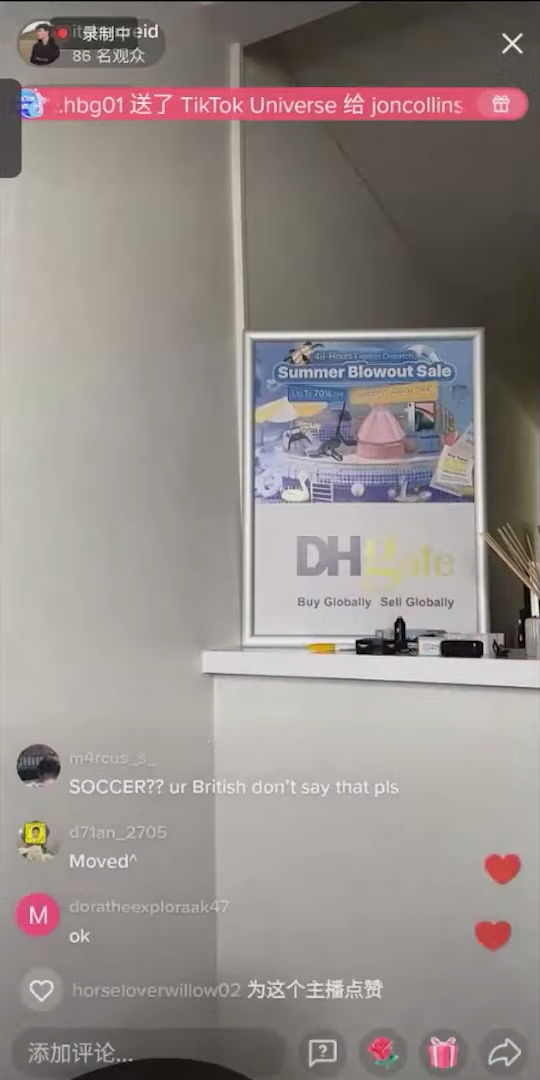 录制中
86 名观众
..hbg01 送了 TikTok Universe 给 joncollins
48-Hours Express Dispatch
Summer Blowout Sale
Up To 70% Off
DHgate
Buy Globally Sell Globally
m4rcus_s_
SOCCER?? ur British don't say that pls
d71an_2705
Moved^
M
doratheexploraak47
ok
horseloverwillow02 为这个主播点赞
添加评论...